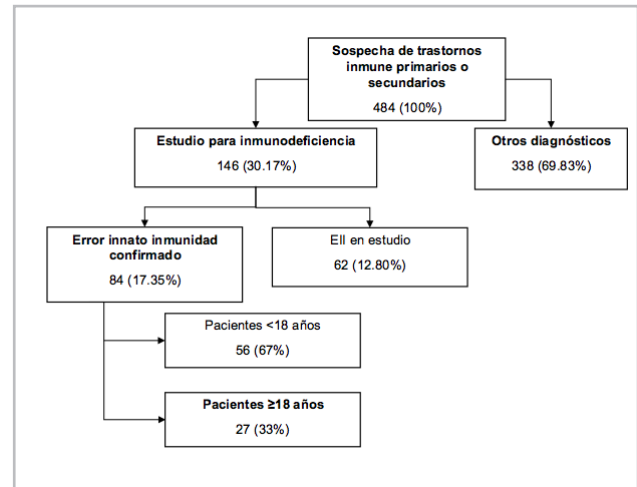 Sospecha de trastornos
inmune primarios o
secundarios
484 (100%)
Estudio para inmunodeficiencia
146 (30.17%)
Otros diagnósticos
338 (69.83%)
Error innato inmunidad
confirmado
84 (17.35%)
EII en estudio
62 (12.80%)
Pacientes <18 años
56 (67%)
Pacientes ≥18 años
27 (33%)